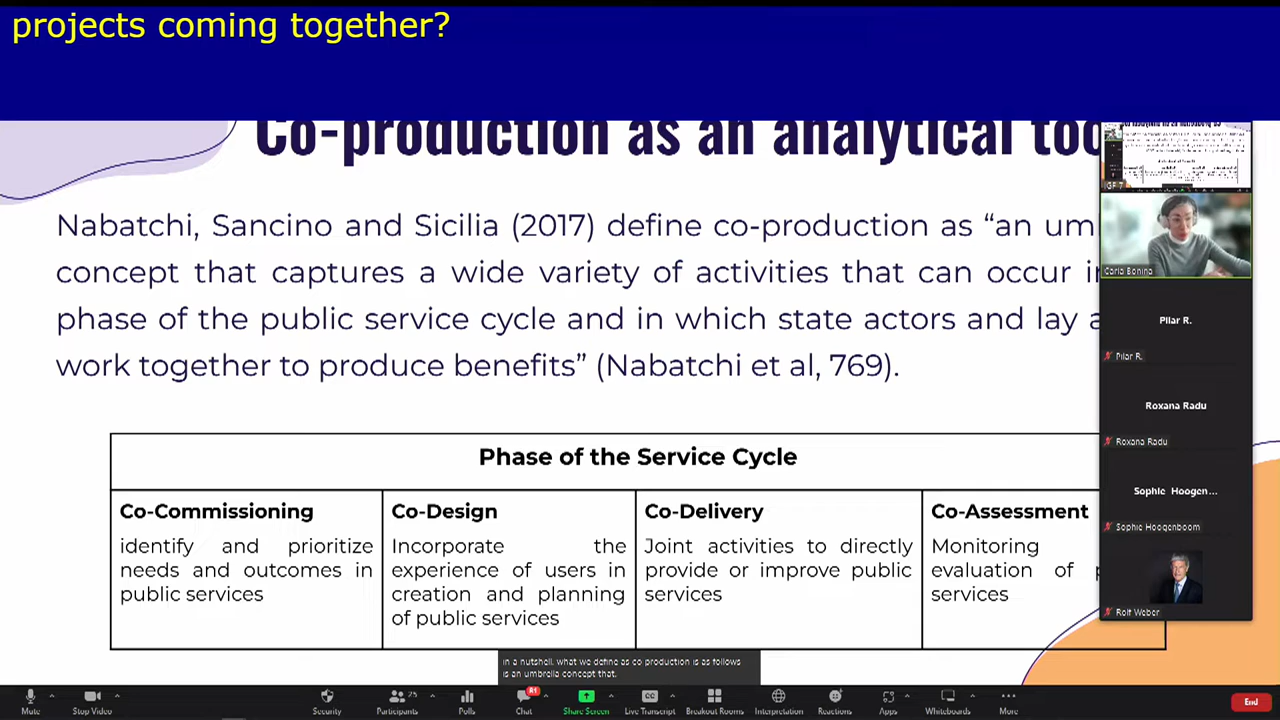 projects coming together?
Co-production as an analytical too
Nabatchi, Sancino and Sicilia (2017) define co-production as “an um
concept that captures a wide variety of activities that can occur in
phase of the public service cycle and in which state actors and lay a
work together to produce benefits” (Nabatchi et al, 769).
Phase of the Service Cycle
Co-Commissioning
identify and prioritize
needs and outcomes in
public services
Co-Design
Incorporate the
experience of users in
creation and planning
of public services
Co-Delivery
Joint activities to directly
provide or improve public
services
Co-Assessment
Monitoring
evaluation of
services
IGF 7
Carla Bonina
Pilar R.
Pilar R.
Roxana Radu
Roxana Radu
Sophie Hoogen...
Sophie Hoogenboom
Rolf Weber
in a nutshell, what we define as co production is as follows
is an umbrella concept that.
Mute
Stop Video
Security
Participants
25
Polls
Chat
81
Share Screen
Live Transcript
Breakout Rooms
Interpretation
Reactions
Apps
Whiteboards
More
End